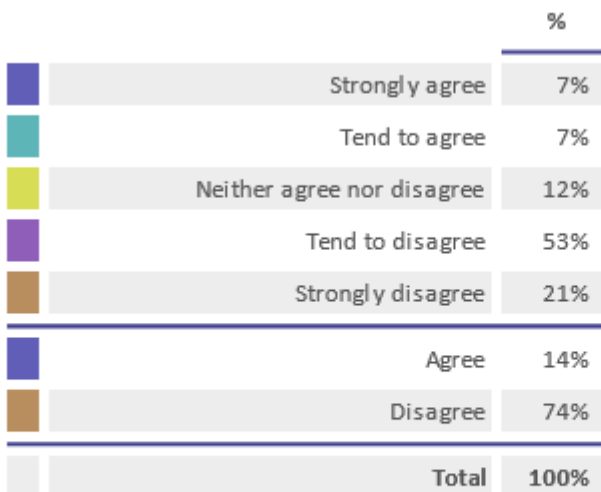 %
Strongly agree 7%
Tend to agree 7%
Neither agree nor disagree 12%
Tend to disagree 53%
Strongly disagree 21%
Agree 14%
Disagree 74%
Total 100%